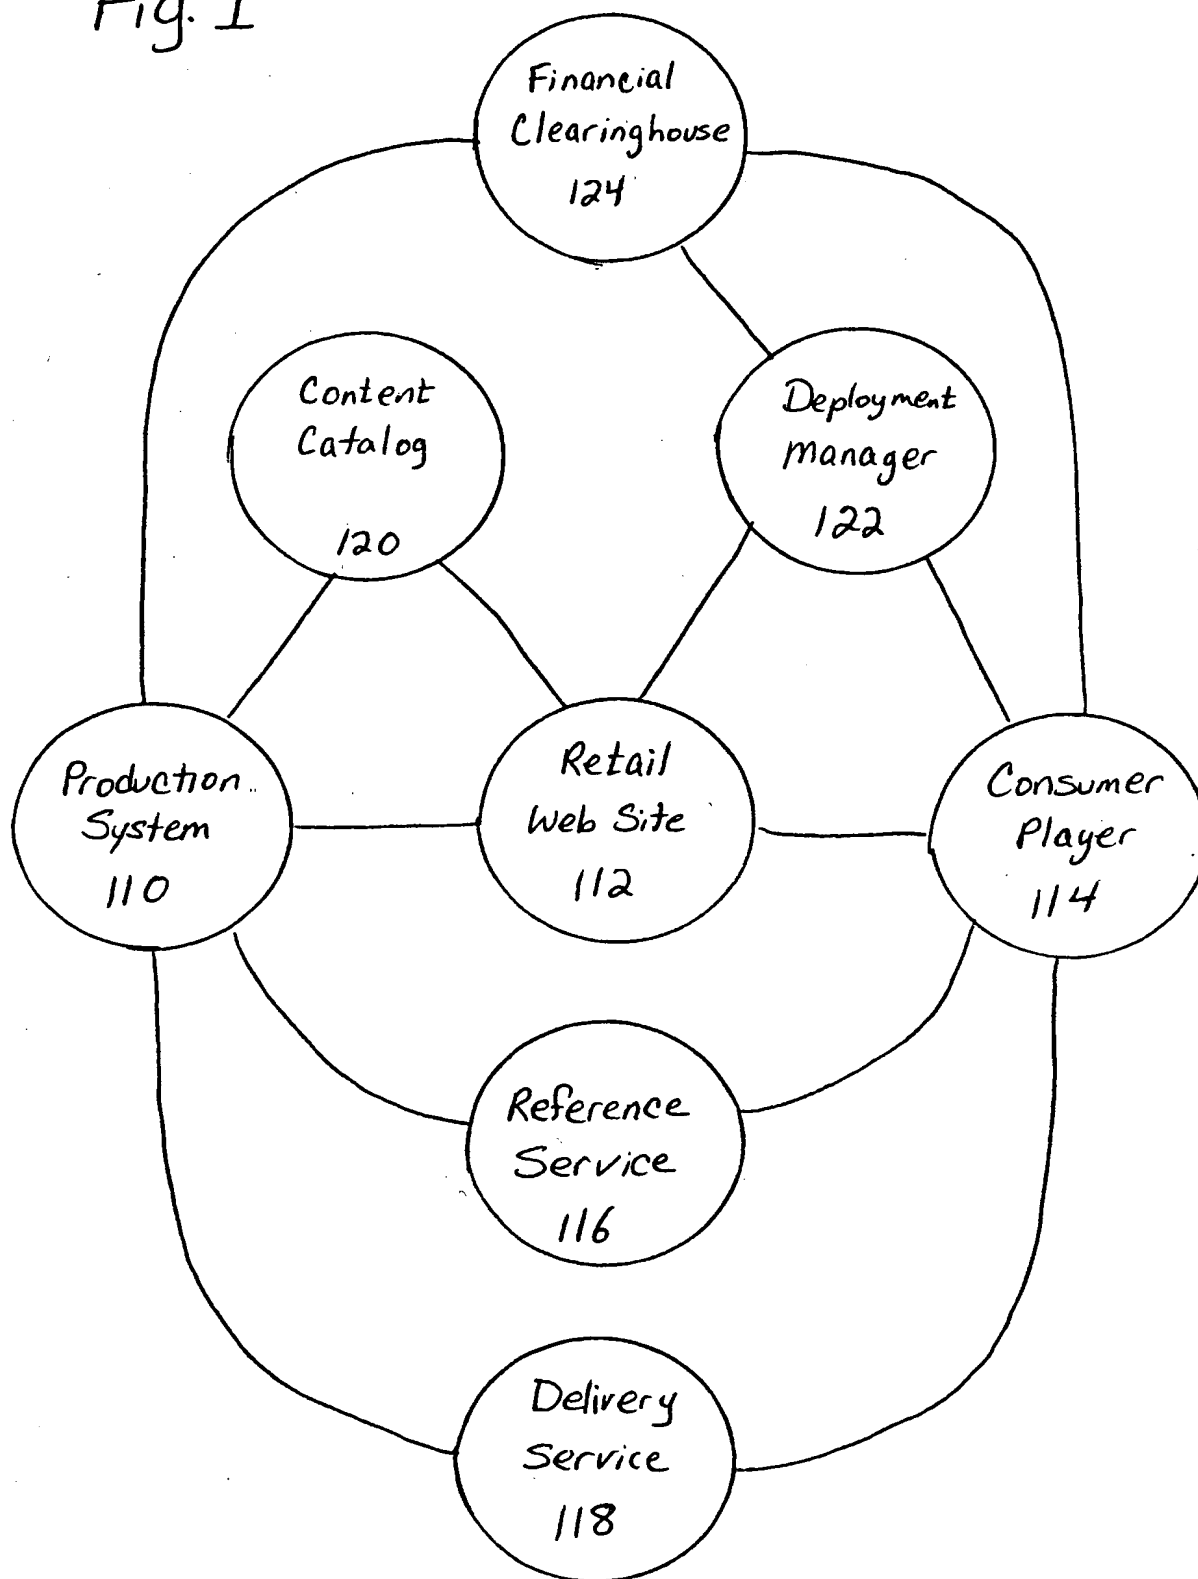 Fig. 1
Financial
Clearinghouse
124
Content
Catalog
120
Deployment
Manager
122
Production
System
110
Retail
Web Site
112
Consumer
Player
114
Reference
Service
116
Delivery
Service
118